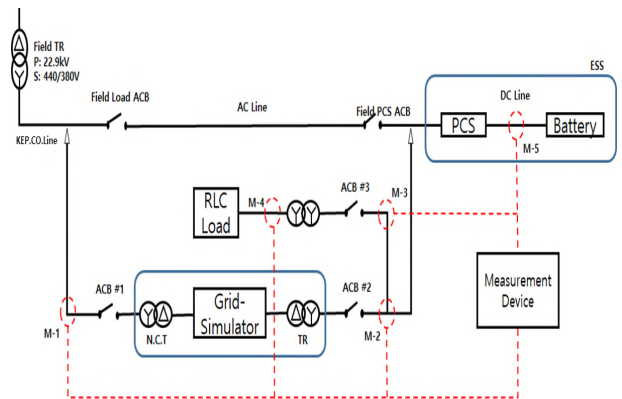 Field TR
P: 22.9kV
S: 440/380V
ESS
Field Load ACB
AC Line
Field PCS ACB
DC Line
KEP.CO.Line
PCS
Battery
M-5
RLC
Load
M-4
ACB #3
M-3
ACB #1
Grid-
Simulator
ACB #2
Measurement
Device
M-1
N.C.T
TR
M-2